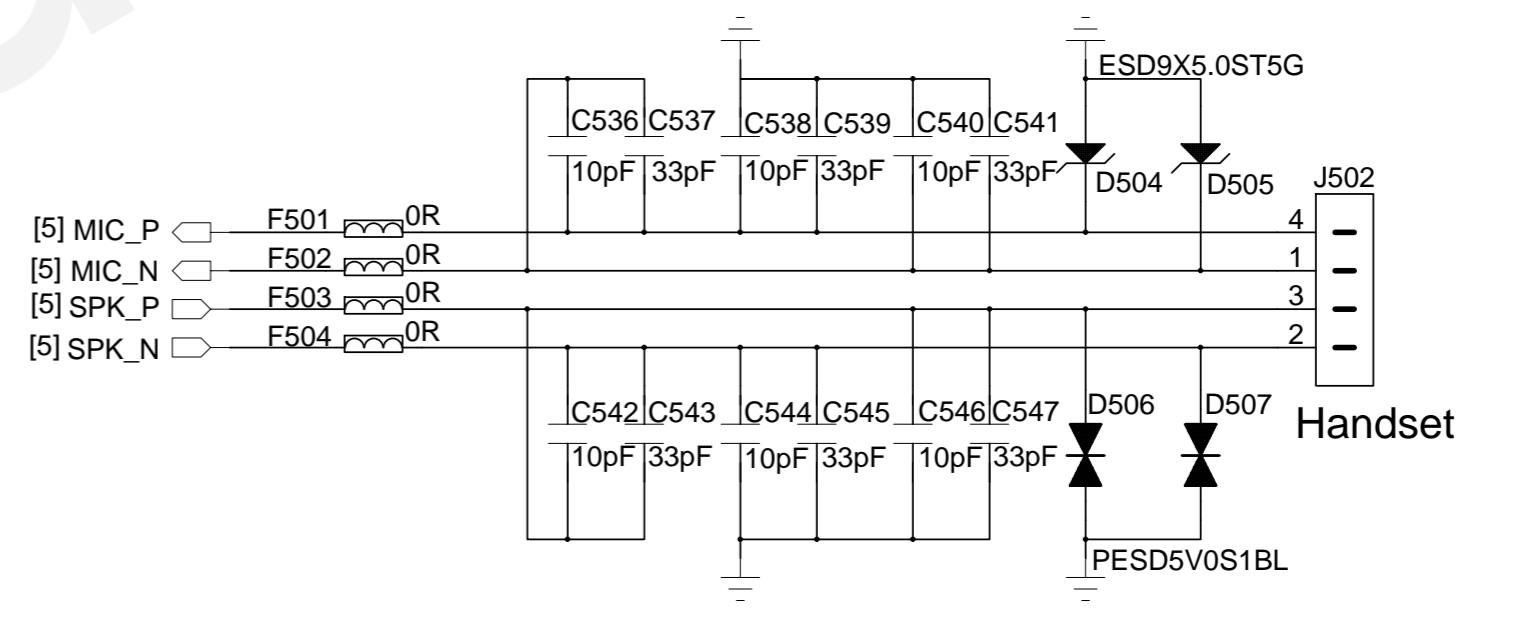 ESD9X5.0ST5G
C536 C537 C538 C539 C540 C541
10pF 33pF 10pF 33pF 10pF 33pF
D504 D505 J502
[5] MIC_P F501 0R 4
[5] MIC_N F502 0R 1
[5] SPK_P F503 0R 3
[5] SPK_N F504 0R 2
C542 C543 C544 C545 C546 C547 D506 D507
Handset
10pF 33pF 10pF 33pF 10pF 33pF
PESD5V0S1BL